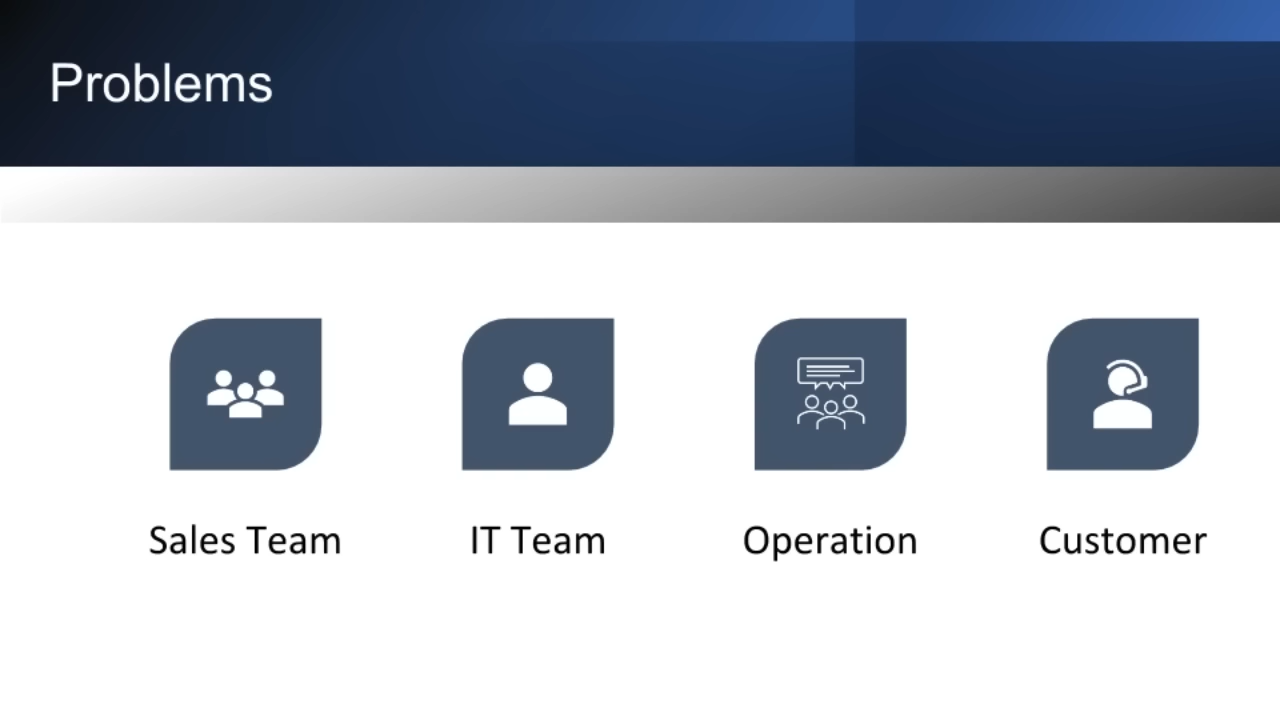 Problems
Sales Team
IT Team
Operation
Customer